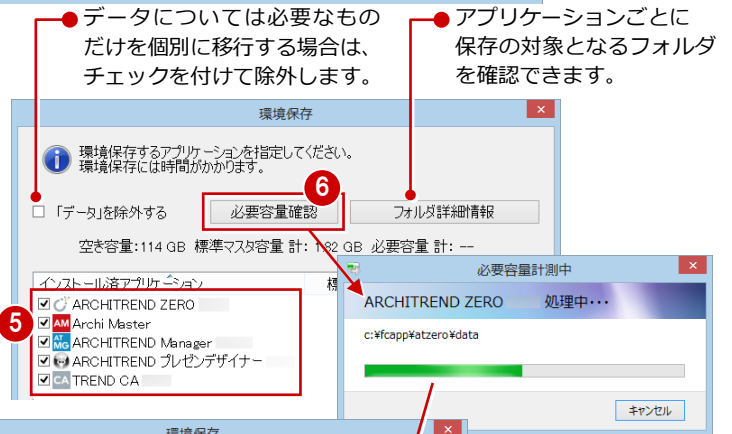 データについては必要なもの
だけを個別に移行する場合は、
チェックを付けて除外します。
アプリケーションごとに
保存の対象となるフォルダ
を確認できます。
環境保存
環境保存するアプリケーションを指定してください。
環境保存には時間がかかります。
6
「データ」を除外する
必要容量確認
フォルダ詳細情報
空き容量:114 GB 標準マスタ容量 計: 1.82 GB 必要容量 計: --
インストール済アプリケーション
標
5
ARCHITREND ZERO
AM Archi Master
AT MG ARCHITREND Manager
ARCHITREND プレゼンデザイナー
CA TREND CA
必要容量計測中
ARCHITREND ZERO 処理中・・・
c:¥fcapp¥atzero¥data
キャンセル
環境保存